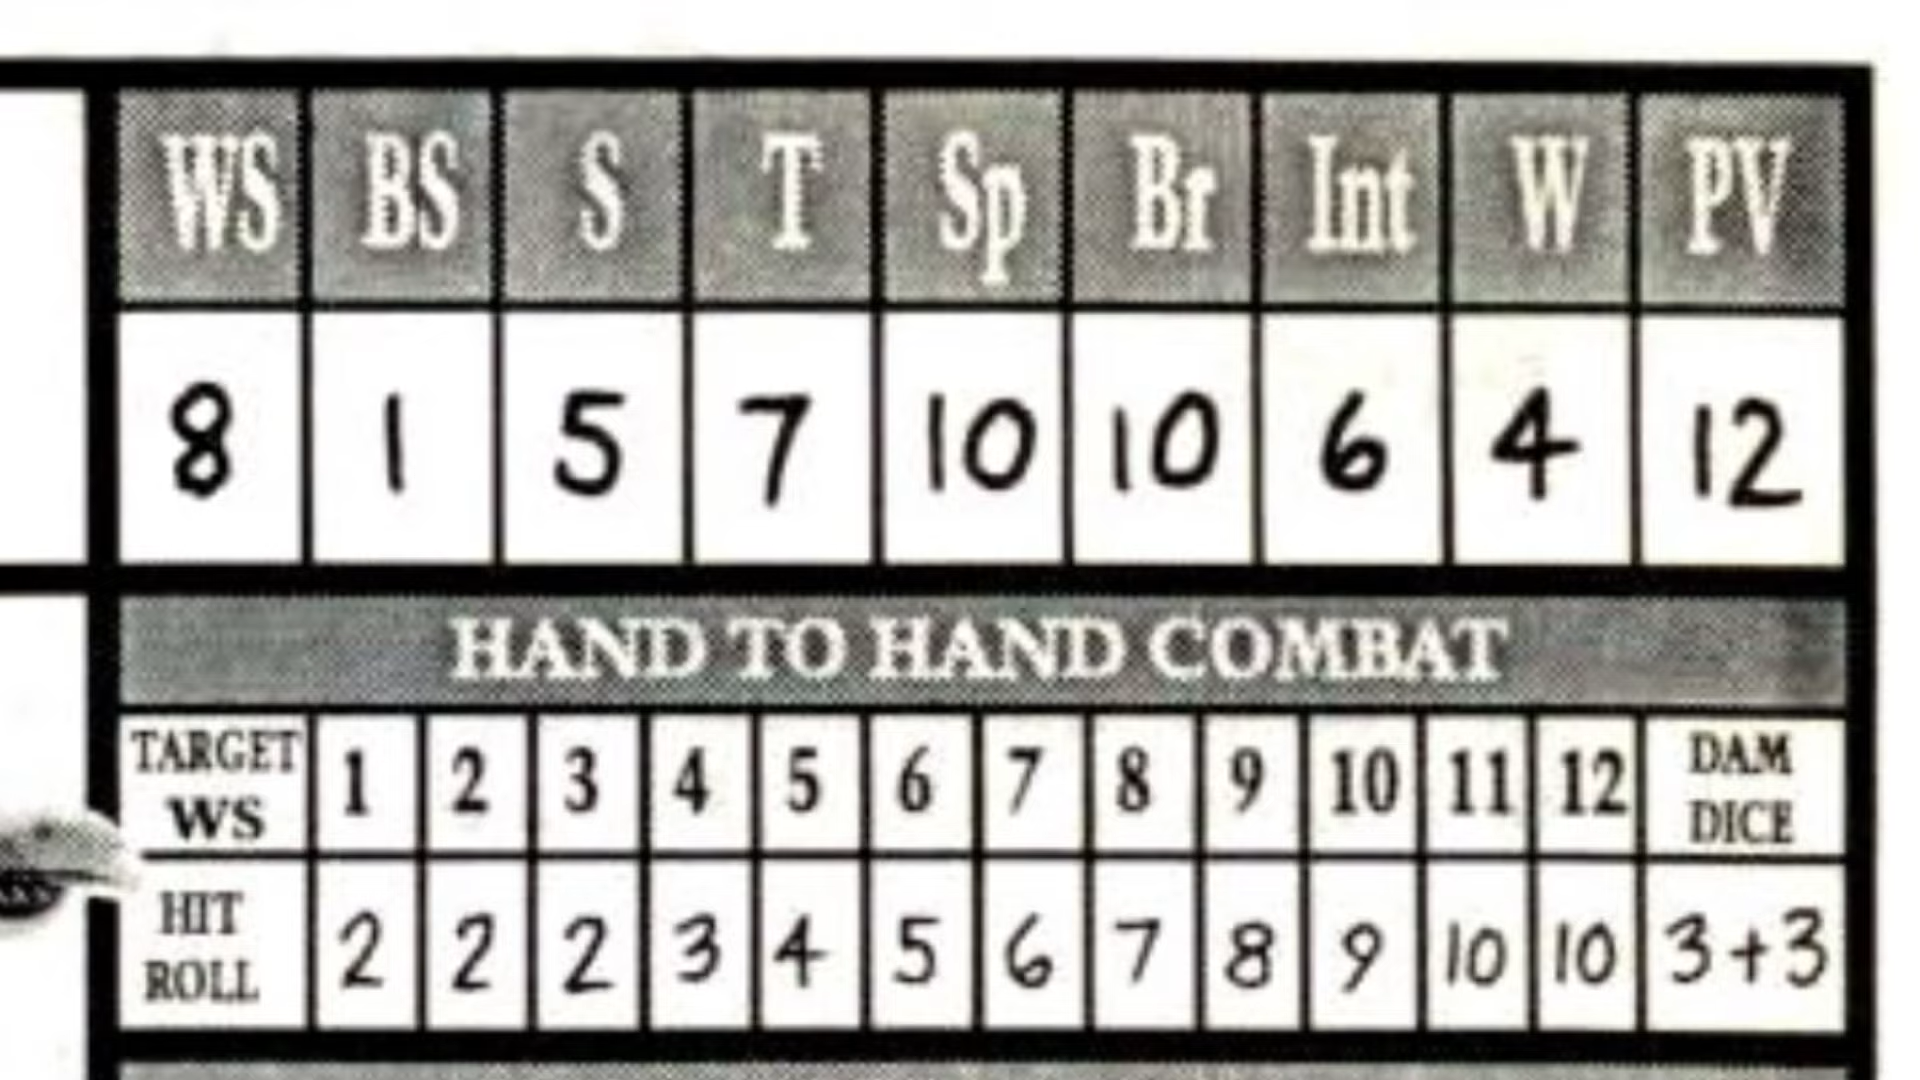 WS BS S T Sp Br Int W PV
8 1 5 7 10 10 6 4 12
HAND TO HAND COMBAT
TARGET WS 1 2 3 4 5 6 7 8 9 10 11 12 DAM DICE
HIT ROLL 2 2 2 3 4 5 6 7 8 9 10 10 3+3